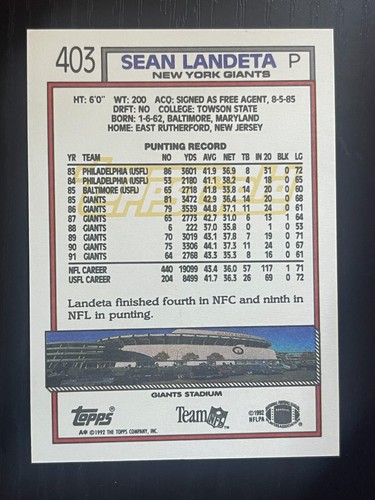 403 SEAN LANDETA P
NEW YORK GIANTS
HT: 6'0" WT: 200 ACQ: SIGNED AS FREE AGENT, 8-5-85
DRFT: NO COLLEGE: TOWSON STATE
BORN: 1-6-62, BALTIMORE, MARYLAND
HOME: EAST RUTHERFORD, NEW JERSEY
PUNTING RECORD
YR TEAM NO YDS AVG NET TB IN 20 BLK LG
83 PHILADELPHIA (USFL) 86 3601 41.9 36.9 8 31 0 72
84 PHILADELPHIA (USFL) 53 2180 41.1 38.2 4 18 0 65
85 BALTIMORE (USFL) 65 2718 41.8 33.8 14 20 0 60
85 GIANTS 81 3472 42.9 36.4 14 20 0 68
86 GIANTS 79 3539 44.8 37.1 11 24 0 61
87 GIANTS 65 2773 42.7 31.0 6 13 1 64
88 GIANTS 6 222 37.0 35.8 0 1 0 53
89 GIANTS 70 3019 43.1 37.8 7 19 0 71
90 GIANTS 75 3306 44.1 37.3 11 24 0 67
91 GIANTS 64 2768 43.3 35.3 8 16 0 61
NFL CAREER 440 19099 43.4 36.0 57 117 1 71
USFL CAREER 204 8499 41.7 36.3 26 69 0 72
Landeta finished fourth in NFC and ninth in
NFL in punting.
GIANTS STADIUM
Topps Team NFL ©1992
NFLPA
©1992 THE TOPPS COMPANY, INC.